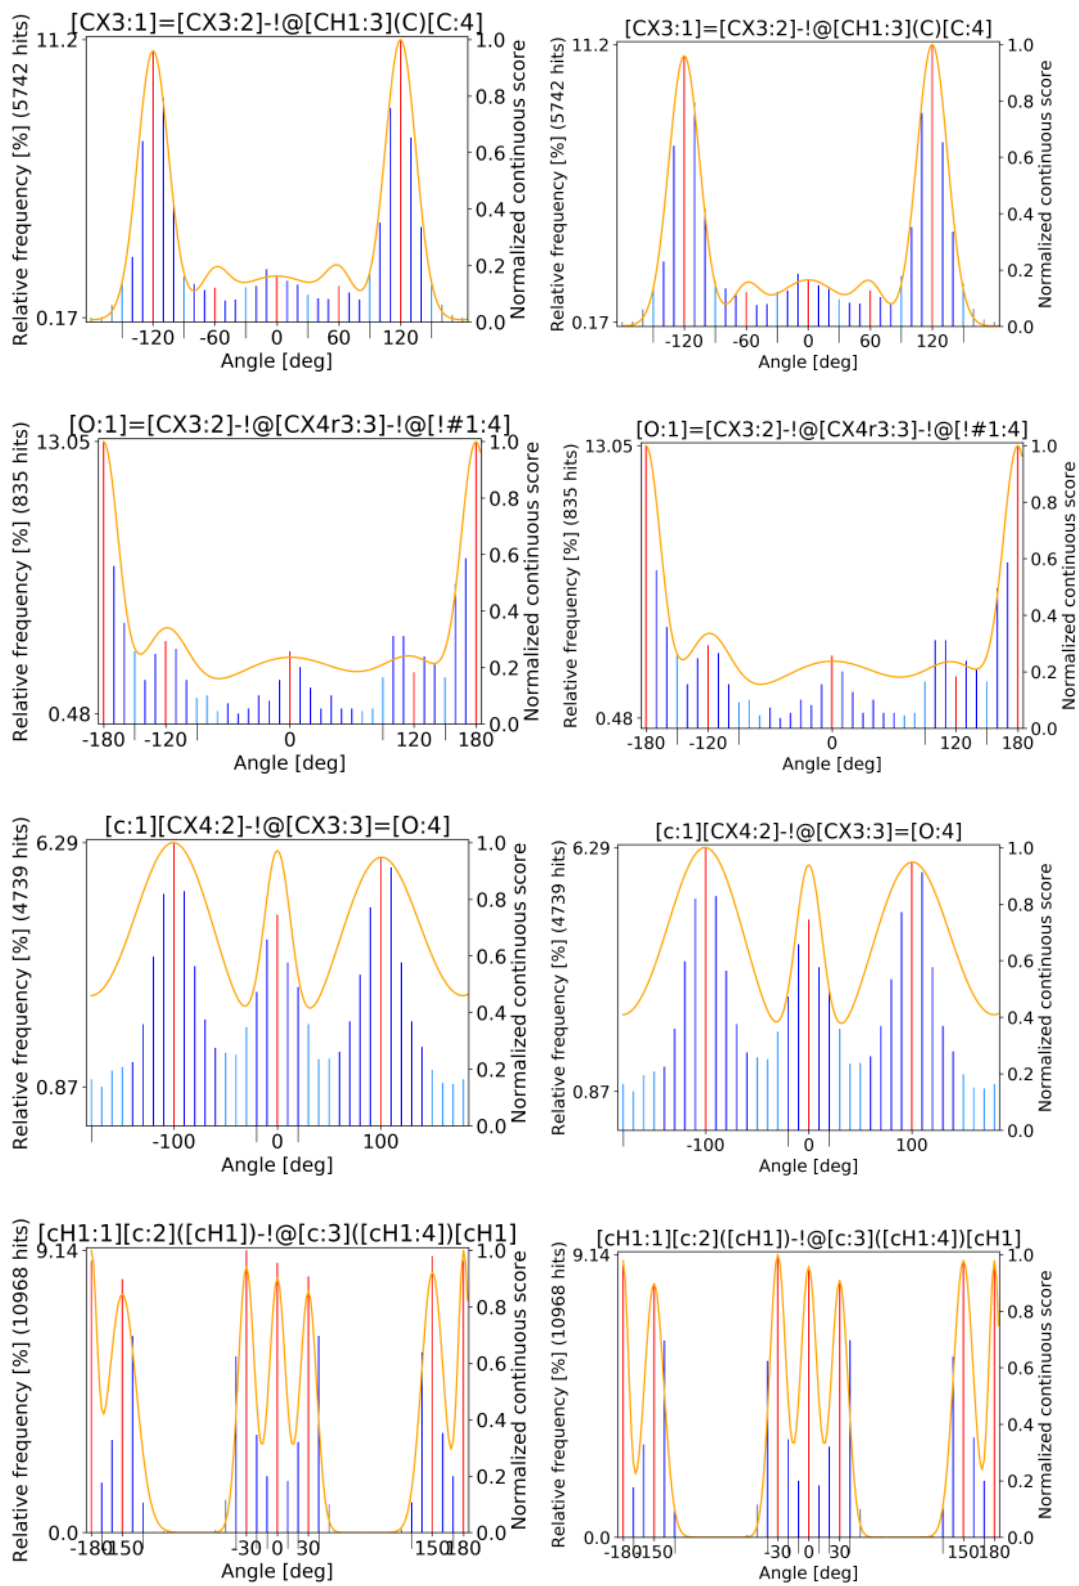 [CX3:1]=[CX3:2]-!@[CH1:3](C)[C:4]
11.2
0.17
Relative frequency [%] (5742 hits)
1.0
0.8
0.6
0.4
0.2
0.0
Normalized continuous score
-120 -60 0 60 120
Angle [deg]
[CX3:1]=[CX3:2]-!@[CH1:3](C)[C:4]
11.2
0.17
Relative frequency [%] (5742 hits)
1.0
0.8
0.6
0.4
0.2
0.0
Normalized continuous score
-120 -60 0 60 120
Angle [deg]
[O:1]=[CX3:2]-!@[CX4r3:3]-!@[!#1:4]
13.05
0.48
Relative frequency [%] (835 hits)
1.0
0.8
0.6
0.4
0.2
0.0
Normalized continuous score
-180 -120 0 120 180
Angle [deg]
[O:1]=[CX3:2]-!@[CX4r3:3]-!@[!#1:4]
13.05
0.48
Relative frequency [%] (835 hits)
1.0
0.8
0.6
0.4
0.2
0.0
Normalized continuous score
-180 -120 0 120 180
Angle [deg]
[c:1][CX4:2]-!@[CX3:3]=[O:4]
6.29
0.87
Relative frequency [%] (4739 hits)
1.0
0.8
0.6
0.4
0.2
0.0
Normalized continuous score
-100 0 100
Angle [deg]
[c:1][CX4:2]-!@[CX3:3]=[O:4]
6.29
0.87
Relative frequency [%] (4739 hits)
1.0
0.8
0.6
0.4
0.2
0.0
Normalized continuous score
-100 0 100
Angle [deg]
[cH1:1][c:2]([cH1])-!@[c:3]([cH1:4])[cH1]
9.14
0.0
Relative frequency [%] (10968 hits)
1.0
0.8
0.6
0.4
0.2
0.0
Normalized continuous score
-180 -150 -30 0 30 150 180
Angle [deg]
[cH1:1][c:2]([cH1])-!@[c:3]([cH1:4])[cH1]
9.14
0.0
Relative frequency [%] (10968 hits)
1.0
0.8
0.6
0.4
0.2
0.0
Normalized continuous score
-180 -150 -30 0 30 150 180
Angle [deg]